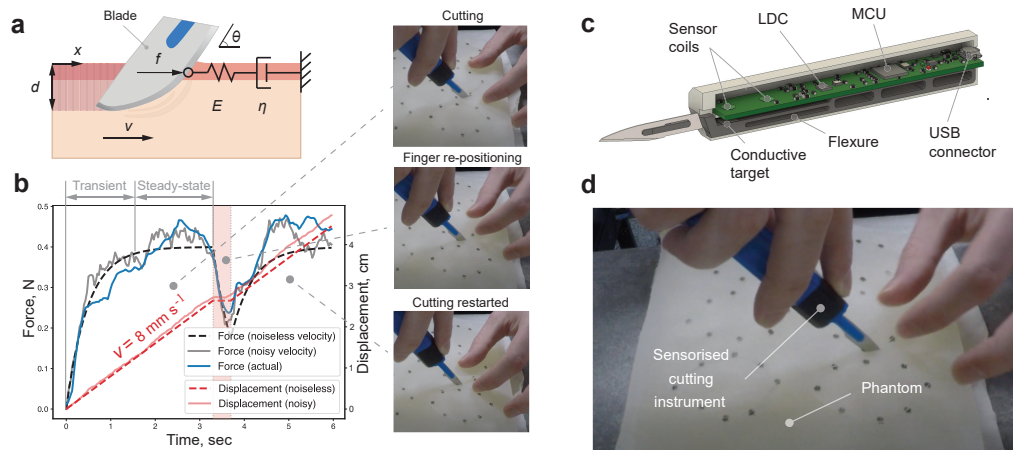 a
Blade
θ
x
f
d
E
η
v
Cutting
Finger re-positioning
Cutting restarted
b
Transient
Steady-state
0.5
0.4
0.3
0.2
0.1
0.0
Force, N
v = 8 mm s⁻¹
Force (noiseless velocity)
Force (noisy velocity)
Force (actual)
Displacement (noiseless)
Displacement (noisy)
4
3
2
1
0
Displacement, cm
0 1 2 3 4 5 6
Time, sec
c
Sensor
coils
LDC
MCU
Conductive
target
Flexure
USB
connector
d
Sensorised
cutting
instrument
Phantom